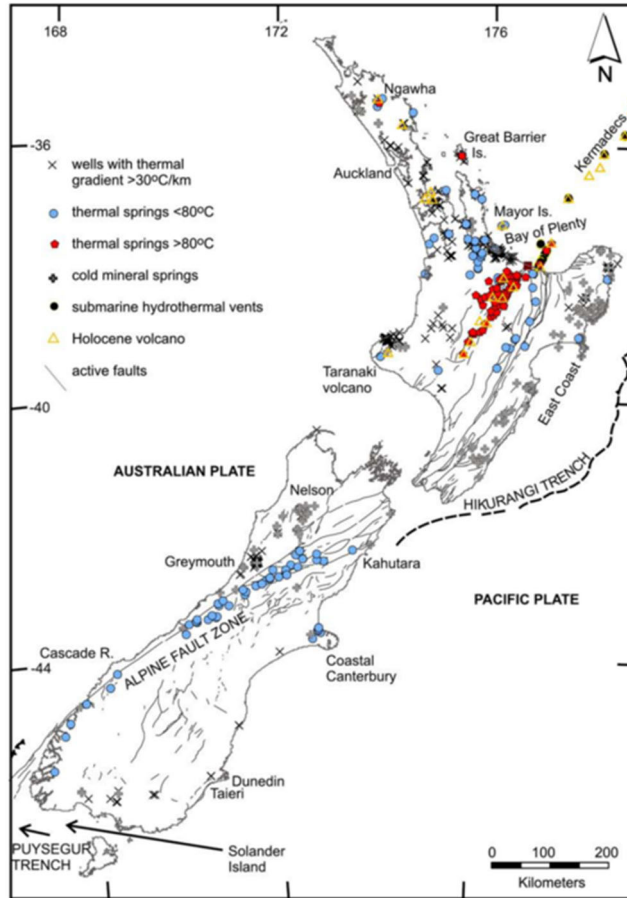 168
172
176
N
-36
-40
-44
wells with thermal
gradient >30ºC/km
thermal springs <80ºC
thermal springs >80ºC
cold mineral springs
submarine hydrothermal vents
Holocene volcano
active faults
Ngawha
Great Barrier
Is.
Auckland
Kermadecs
Mayor Is.
Bay of Plenty
Taranaki
volcano
East Coast
AUSTRALIAN PLATE
HIKURANGI TRENCH
Nelson
Greymouth
Kahutara
PACIFIC PLATE
ALPINE FAULT ZONE
Cascade R.
Coastal
Canterbury
Dunedin
Taieri
PUYSEGUR
TRENCH
Solander
Island
0 100 200
Kilometers